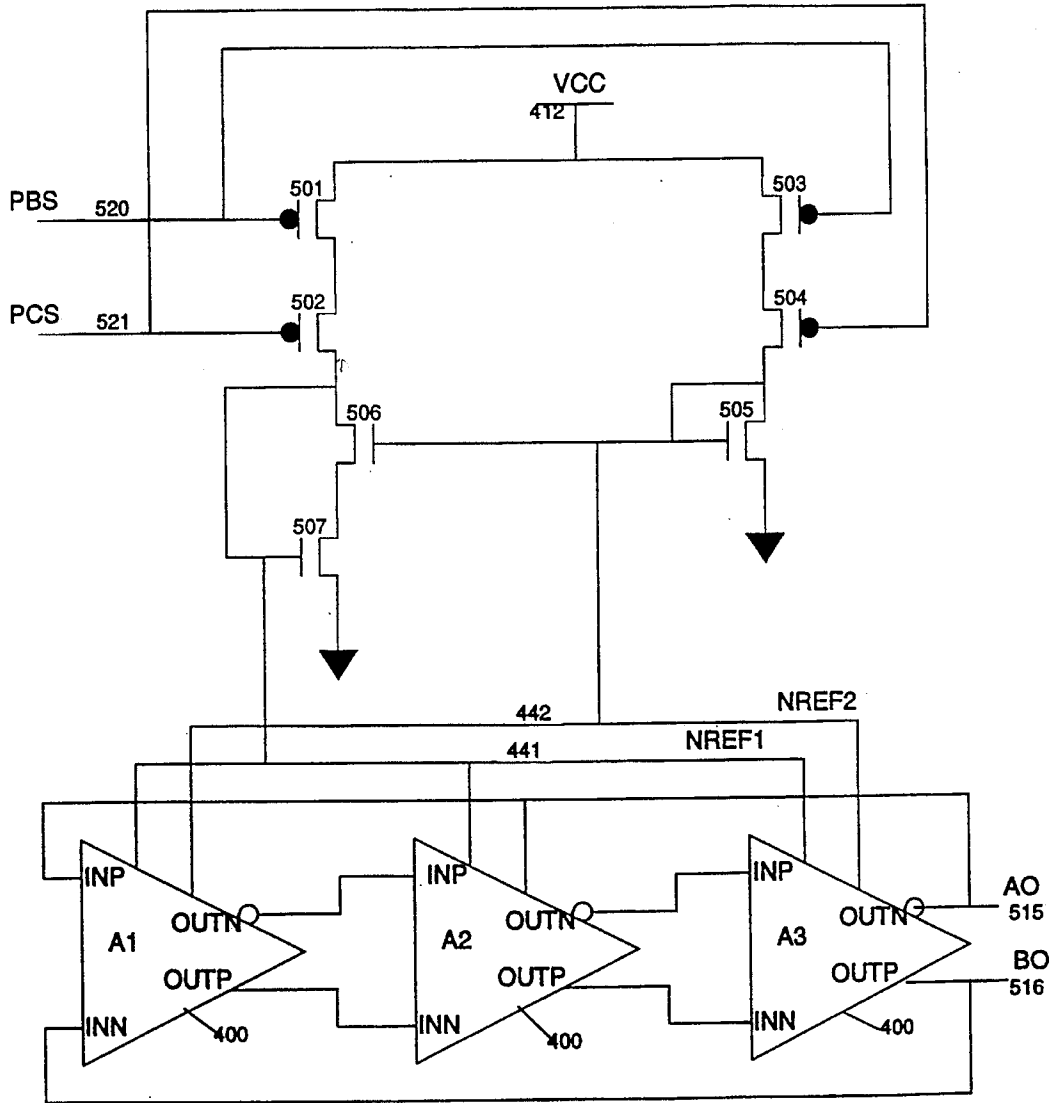 VCC
412
501
503
PBS
520
502
504
PCS
521
506
505
507
442
NREF2
NREF1
441
INP
INP
INP
OUTN
OUTN
OUTN
AO
515
A1
A2
A3
OUTP
OUTP
OUTP
BO
516
INN
INN
INN
400
400
400